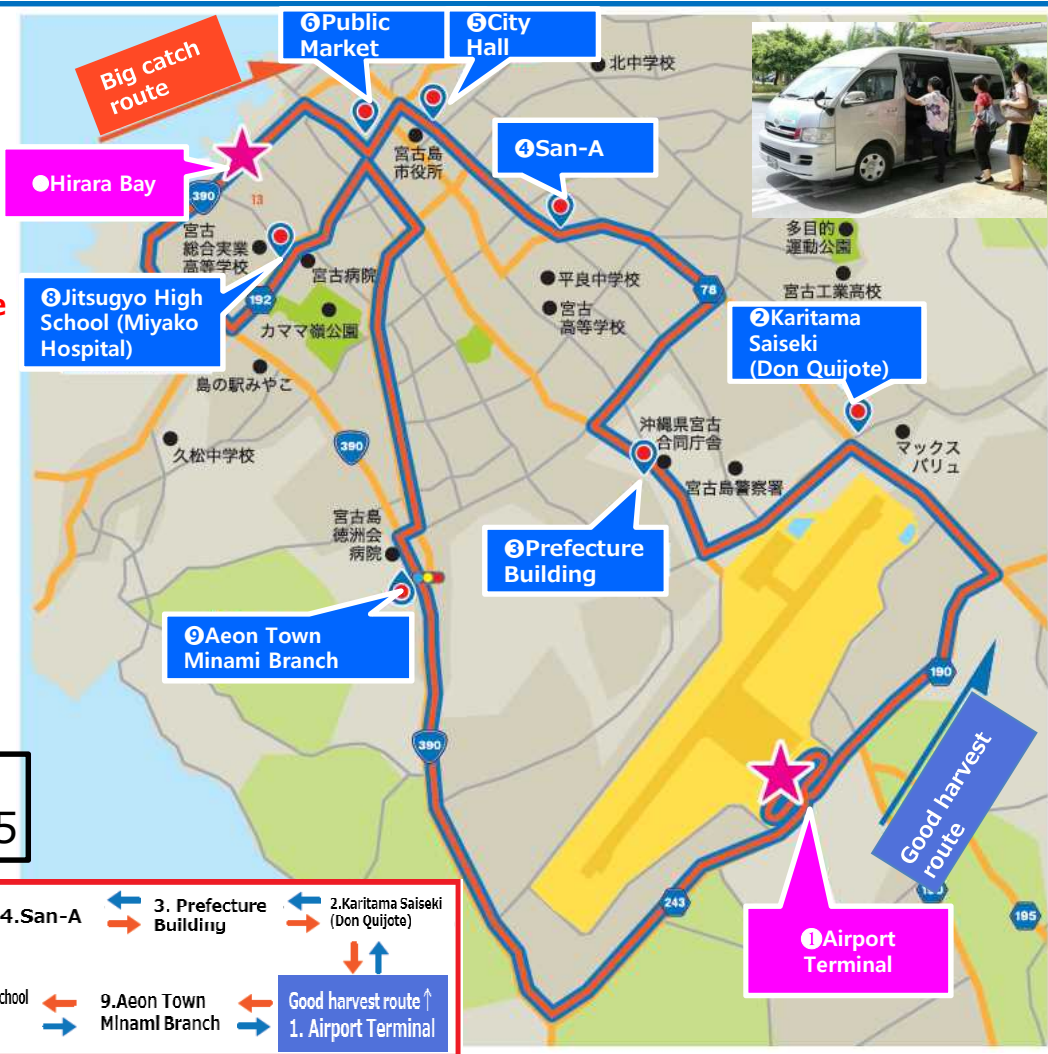 ❻Public
Market
❺City
Hall
Big catch
route
北中学校
宮古島
市役所
❹San-A
●Hirara Bay
390
13
宮古
総合実業
高等学校
宮古病院
多目的
運動公園
平良中学校
宮古
高等学校
78
宮古工業高校
❽Jitsugyo High
School (Miyako
Hospital)
192
カママ嶺公園
❷Karitama
Saiseki
(Don Quijote)
島の駅みやこ
390
久松中学校
沖縄県宮古
合同庁舎
宮古島警察署
マックス
バリュ
宮古島
徳洲会
病院
❸Prefecture
Building
❾Aeon Town
Minami Branch
190
390
Good harvest
route
5
243
195
❶Airport
Terminal
4.San-A
3. Prefecture
Building
2.Karitama Saiseki
(Don Quijote)
chool
9.Aeon Town
MInamI Branch
Good harvest route↑
1. Airport Terminal